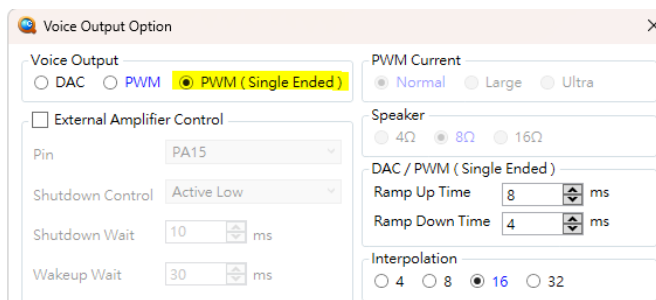 Voice Output Option
Voice Output
DAC PWM PWM ( Single Ended )
External Amplifier Control
Pin PA15
Shutdown Control Active Low
Shutdown Wait 10 ms
Wakeup Wait 30 ms
PWM Current
Normal Large Ultra
Speaker
4Ω 8Ω 16Ω
DAC / PWM ( Single Ended )
Ramp Up Time 8 ms
Ramp Down Time 4 ms
Interpolation
4 8 16 32